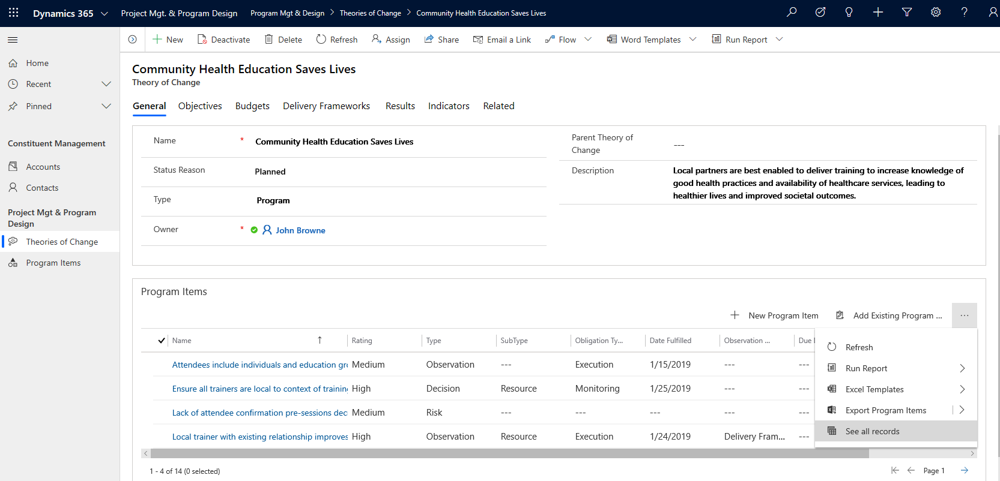 Dynamics 365
Project Mgt. & Program Design
Program Mgt & Design > Theories of Change > Community Health Education Saves Lives
New
Deactivate
Delete
Refresh
Assign
Share
Email a Link
Flow
Word Templates
Run Report
Home
Recent
Pinned
Constituent Management
Accounts
Contacts
Project Mgt & Program
Design
Theories of Change
Program Items
Community Health Education Saves Lives
Theory of Change
General
Objectives
Budgets
Delivery Frameworks
Results
Indicators
Related
Name * Community Health Education Saves Lives
Status Reason Planned
Type Program
Owner * John Browne
Parent Theory of
Change
---
Description
Local partners are best enabled to deliver training to increase knowledge of
good health practices and availability of healthcare services, leading to
healthier lives and improved societal outcomes.
Program Items
New Program Item
Add Existing Program ...
...
Name Rating Type SubType Obligation Ty... Date Fulfilled Observation ... Due
Attendees include individuals and education Medium Observation --- Execution 1/15/2019 --- ---
Ensure all trainers are local to context of High Decision Resource Monitoring 1/25/2019 --- ---
Lack of attendee confirmation pre-sessions Medium Risk --- --- --- --- ---
Local trainer with existing relationship improves High Observation Resource Execution 1/24/2019 Delivery Fram... ---
Refresh
Run Report
Excel Templates
Export Program Items
See all records
1 - 4 of 14 (0 selected)
Page 1